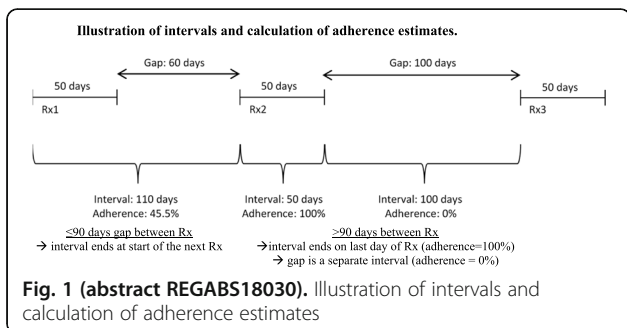 Illustration of intervals and calculation of adherence estimates.
Gap: 60 days
Gap: 100 days
50 days
50 days
50 days
Rx1
Rx2
Rx3
Interval: 110 days
Adherence: 45.5%
Interval: 50 days
Adherence: 100%
Interval: 100 days
Adherence: 0%
≤90 days gap between Rx
→ interval ends at start of the next Rx
>90 days between Rx
→interval ends on last day of Rx (adherence=100%)
→ gap is a separate interval (adherence = 0%)
Fig. 1 (abstract REGABS18030). Illustration of intervals and
calculation of adherence estimates